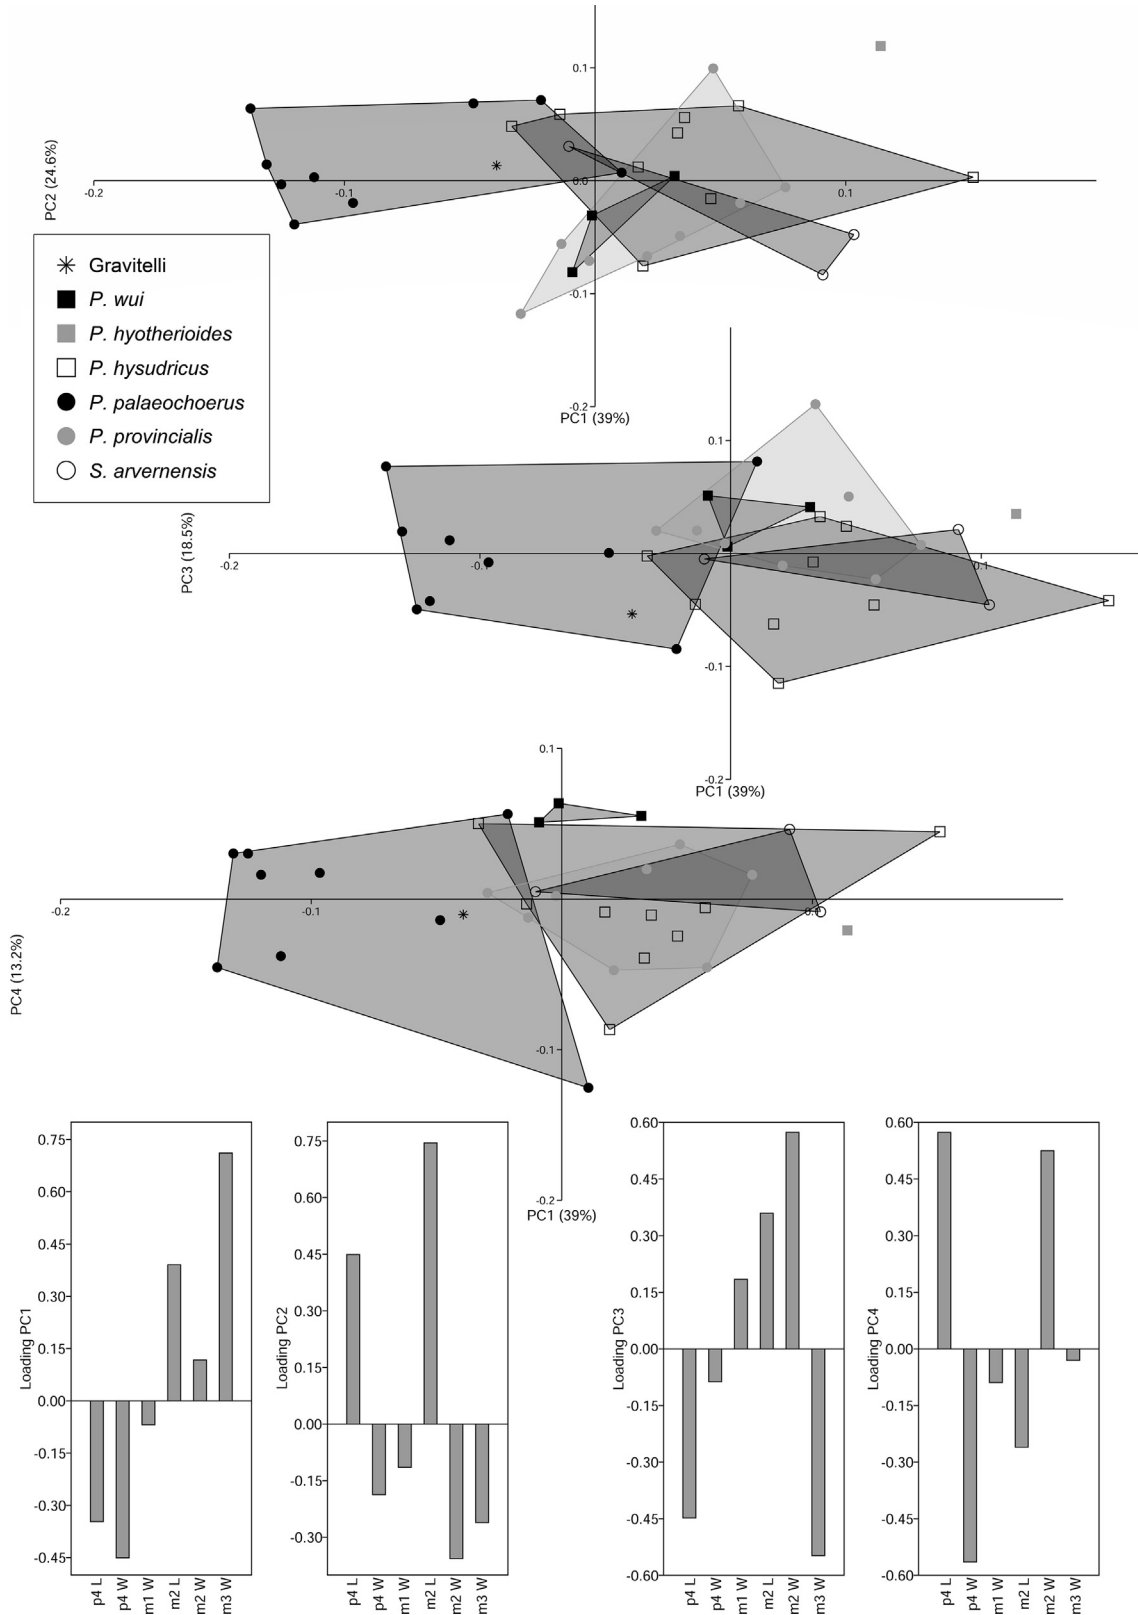 0.1
PC2 (24.6%)
-0.2
-0.1
0.0
0.1
-0.1
-0.2
PC1 (39%)
Gravitelli
P. wui
P. hyotherioides
P. hysudricus
P. palaeochoerus
P. provincialis
S. arvernensis
0.1
PC3 (18.5%)
-0.2
-0.1
0.1
-0.1
-0.2
PC1 (39%)
0.1
PC4 (13.2%)
-0.2
-0.1
-0.1
-0.2
PC1 (39%)
Loading PC1
0.75
0.60
0.45
0.30
0.15
0.00
-0.15
-0.30
-0.45
p4 L
p4 W
m1 W
m2 L
m2 W
m3 W
Loading PC2
0.75
0.60
0.45
0.30
0.15
0.00
-0.15
-0.30
p4 L
p4 W
m1 W
m2 L
m2 W
m3 W
Loading PC3
0.60
0.45
0.30
0.15
0.00
-0.15
-0.30
-0.45
-0.60
p4 L
p4 W
m1 W
m2 L
m2 W
m3 W
Loading PC4
0.60
0.45
0.30
0.15
0.00
-0.15
-0.30
-0.45
-0.60
p4 L
p4 W
m1 W
m2 L
m2 W
m3 W